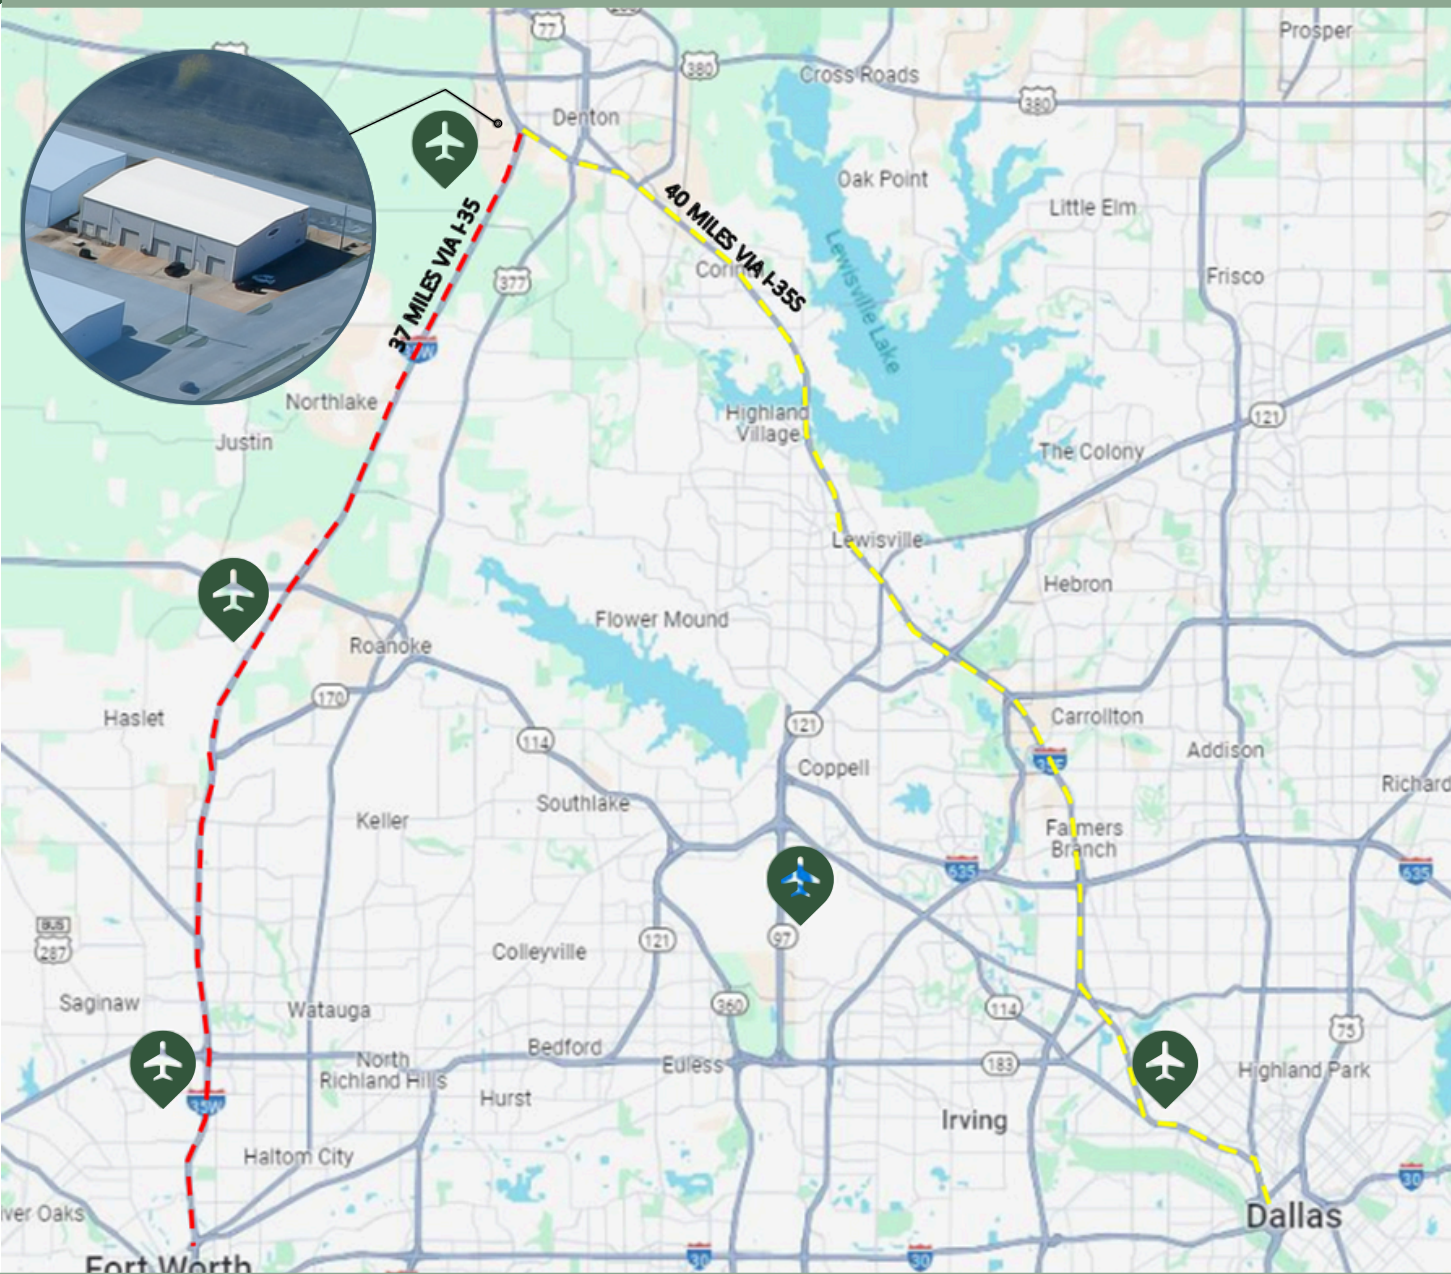 77
Prosper
380
Cross Roads
380
Denton
Oak Point
Little Elm
40 MILES VIA I-35S
37 MILES VIA I-35
Lewisville Lake
Frisco
377
Northlake
Highland
Village
121
Justin
The Colony
Lewisville
Hebron
Flower Mound
Roanoke
170
Haslet
121
Carrollton
114
Addison
Coppell
Richard
Southlake
Keller
Farmers
Branch
635
635
BUS
287
121
97
Colleyville
Saginaw
Watauga
360
114
75
North
Richland Hills
Bedford
Euless
183
Highland Park
35W
Hurst
Irving
Haltom City
30
iver Oaks
Dallas
Fort Worth
30
30